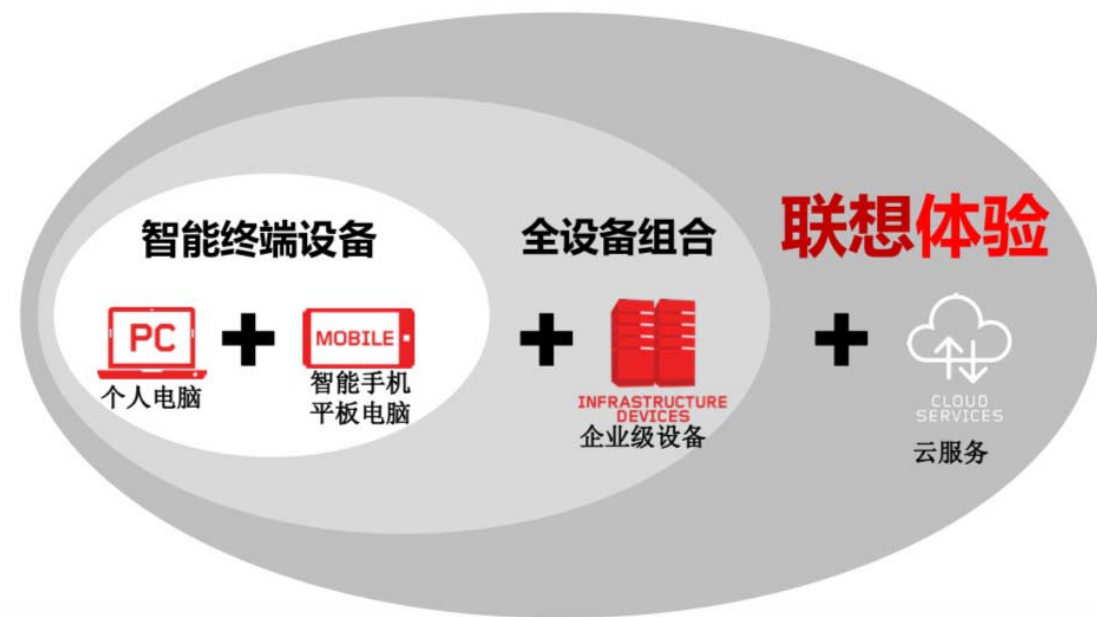 智能终端设备
全设备组合
联想体验
PC
个人电脑
MOBILE
智能手机
平板电脑
INFRASTRUCTURE
DEVICES
企业级设备
CLOUD
SERVICES
云服务